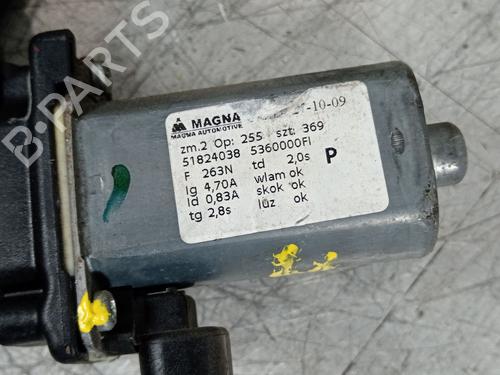 MAGNA
MAGNA AUTOMOTIVE
-10-09
zm.2 Op: 255 szt: 369
51824038 5360000FI
F 263N td 2,0s
Ig 4,70A wlam ok
Id 0,83A skok ok
tg 2,8s luz ok
P
B-PARTS